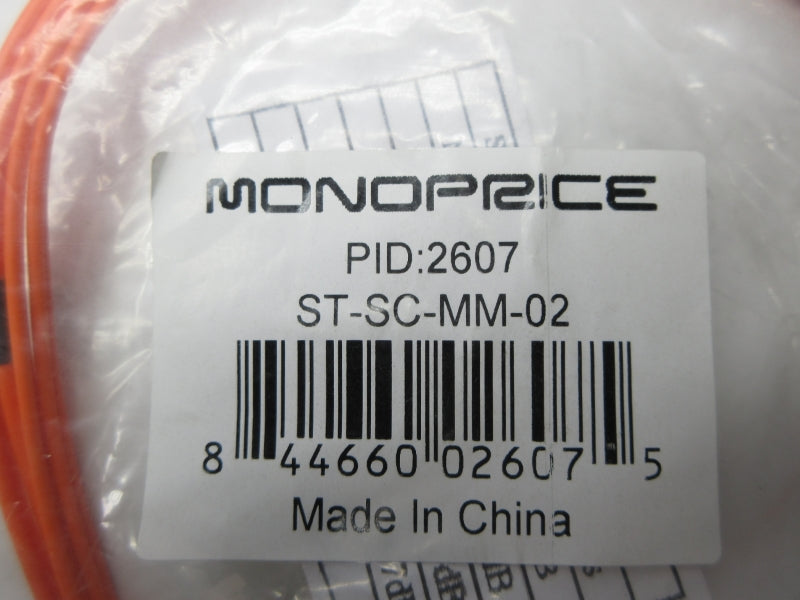 MONOPRICE
PID:2607
ST-SC-MM-02
8 44660 02607 5
Made In China